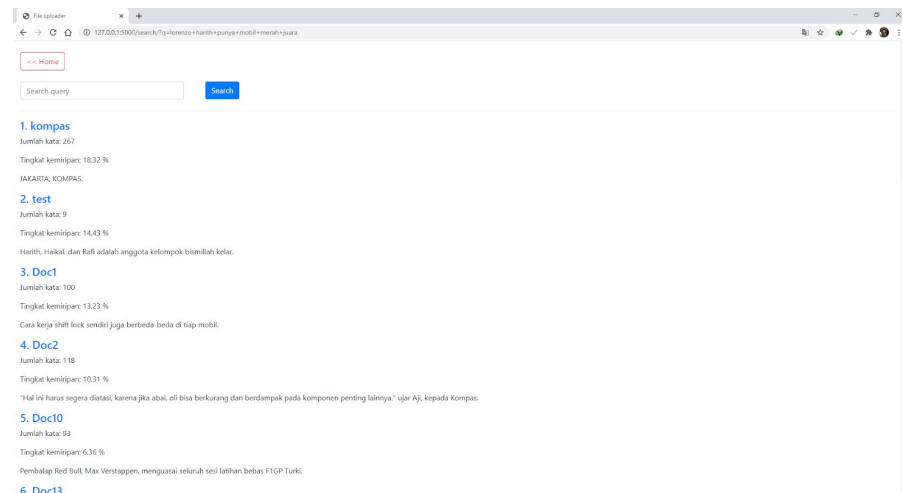 File uploader
127.0.0.1:5000/search/?q=lorenzo+harith+punya+mobil+merah+juara
<< Home
Search query
Search
1. kompas
Jumlah kata: 267
Tingkat kemiripan: 18.32 %
JAKARTA, KOMPAS.
2. test
Jumlah kata: 9
Tingkat kemiripan: 14.43 %
Harith, Haikal, dan Rafi adalah anggota kelompok bismillah kelar.
3. Doc1
Jumlah kata: 100
Tingkat kemiripan: 13.23 %
Cara kerja shift lock sendiri juga berbeda-beda di tiap mobil.
4. Doc2
Jumlah kata: 118
Tingkat kemiripan: 10.31 %
"Hal ini harus segera diatasi, karena jika abai, oli bisa berkurang dan berdampak pada komponen penting lainnya," ujar Aji, kepada Kompas.
5. Doc10
Jumlah kata: 93
Tingkat kemiripan: 6.36 %
Pembalap Red Bull, Max Verstappen, menguasai seluruh sesi latihan bebas F1GP Turki.
6. Doc13